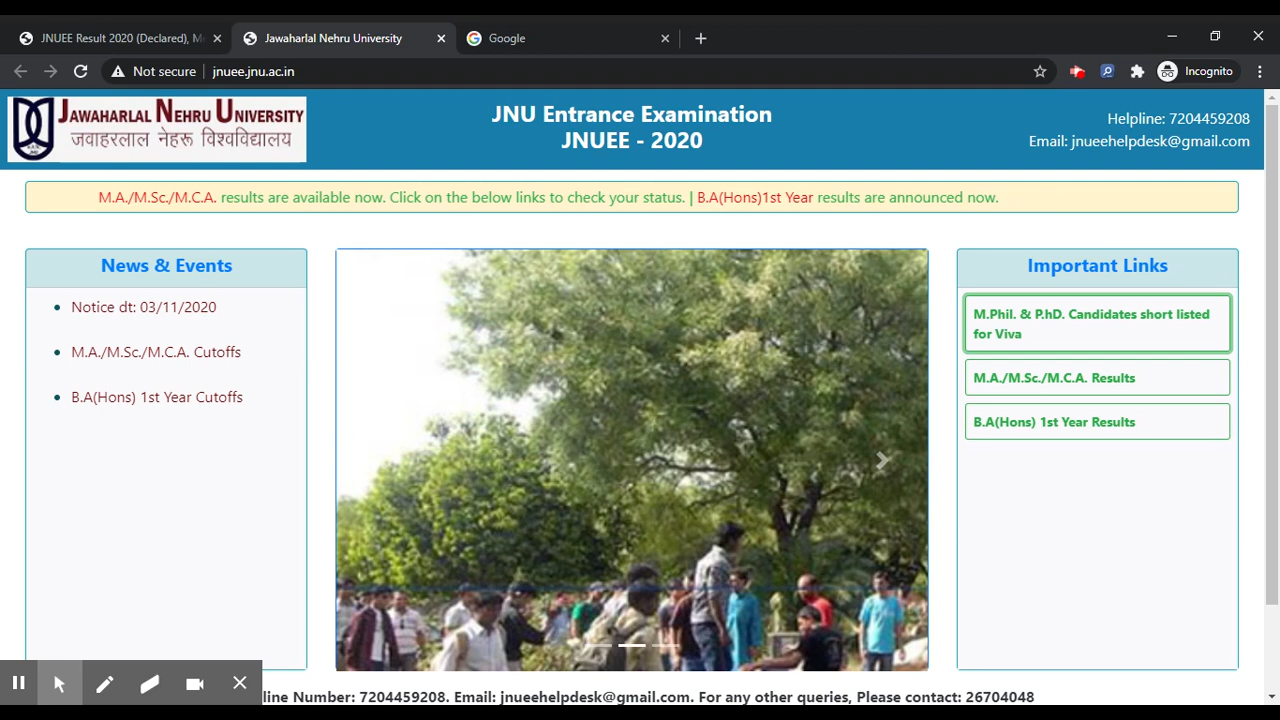 JNUEE Result 2020 (Declared), M
Jawaharlal Nehru University
Google
Not secure
jnuee.jnu.ac.in
Incognito
JAWAHARLAL NEHRU UNIVERSITY
जवाहरलाल नेहरू विश्वविद्यालय
JNU Entrance Examination
JNUEE - 2020
Helpline: 7204459208
Email: jnueehelpdesk@gmail.com
M.A./M.Sc./M.C.A. results are available now. Click on the below links to check your status. | B.A(Hons)1st Year results are announced now.
News & Events
Notice dt: 03/11/2020
M.A./M.Sc./M.C.A. Cutoffs
B.A(Hons) 1st Year Cutoffs
Important Links
M.Phil. & P.hD. Candidates short listed
for Viva
M.A./M.Sc./M.C.A. Results
B.A(Hons) 1st Year Results
line Number: 7204459208. Email: jnueehelpdesk@gmail.com. For any other queries, Please contact: 26704048